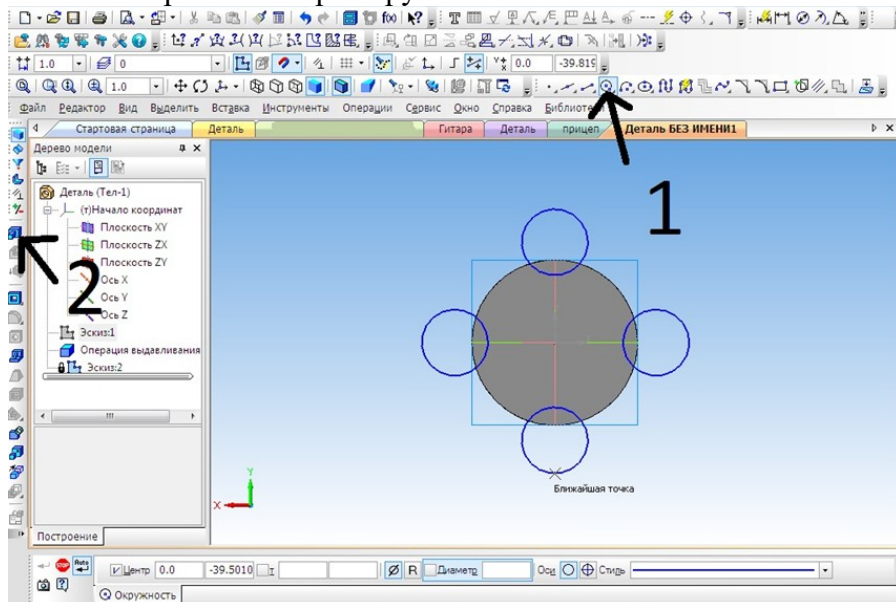 1.0 0 0.0 -39.819
1.0
Файл Редактор Вид Выделить Вставка Инструменты Операции Сервис Окно Справка
Стартовая страница Деталь Гитара Деталь прицеп Деталь БЕЗ ИМЕНИ1
Дерево модели
Деталь (Тел-1)
(т)Начало координат
Плоскость XY
Плоскость ZX
Плоскость ZY
Ось X
Ось Y
Ось Z
Эскиз:1
Операция выдавливания
Эскиз:2
1
2
Ближайшая точка
Y
X
Построение
Auto Центр 0.0 -39.5010 R Диаметр Оси Стиль
Окружность